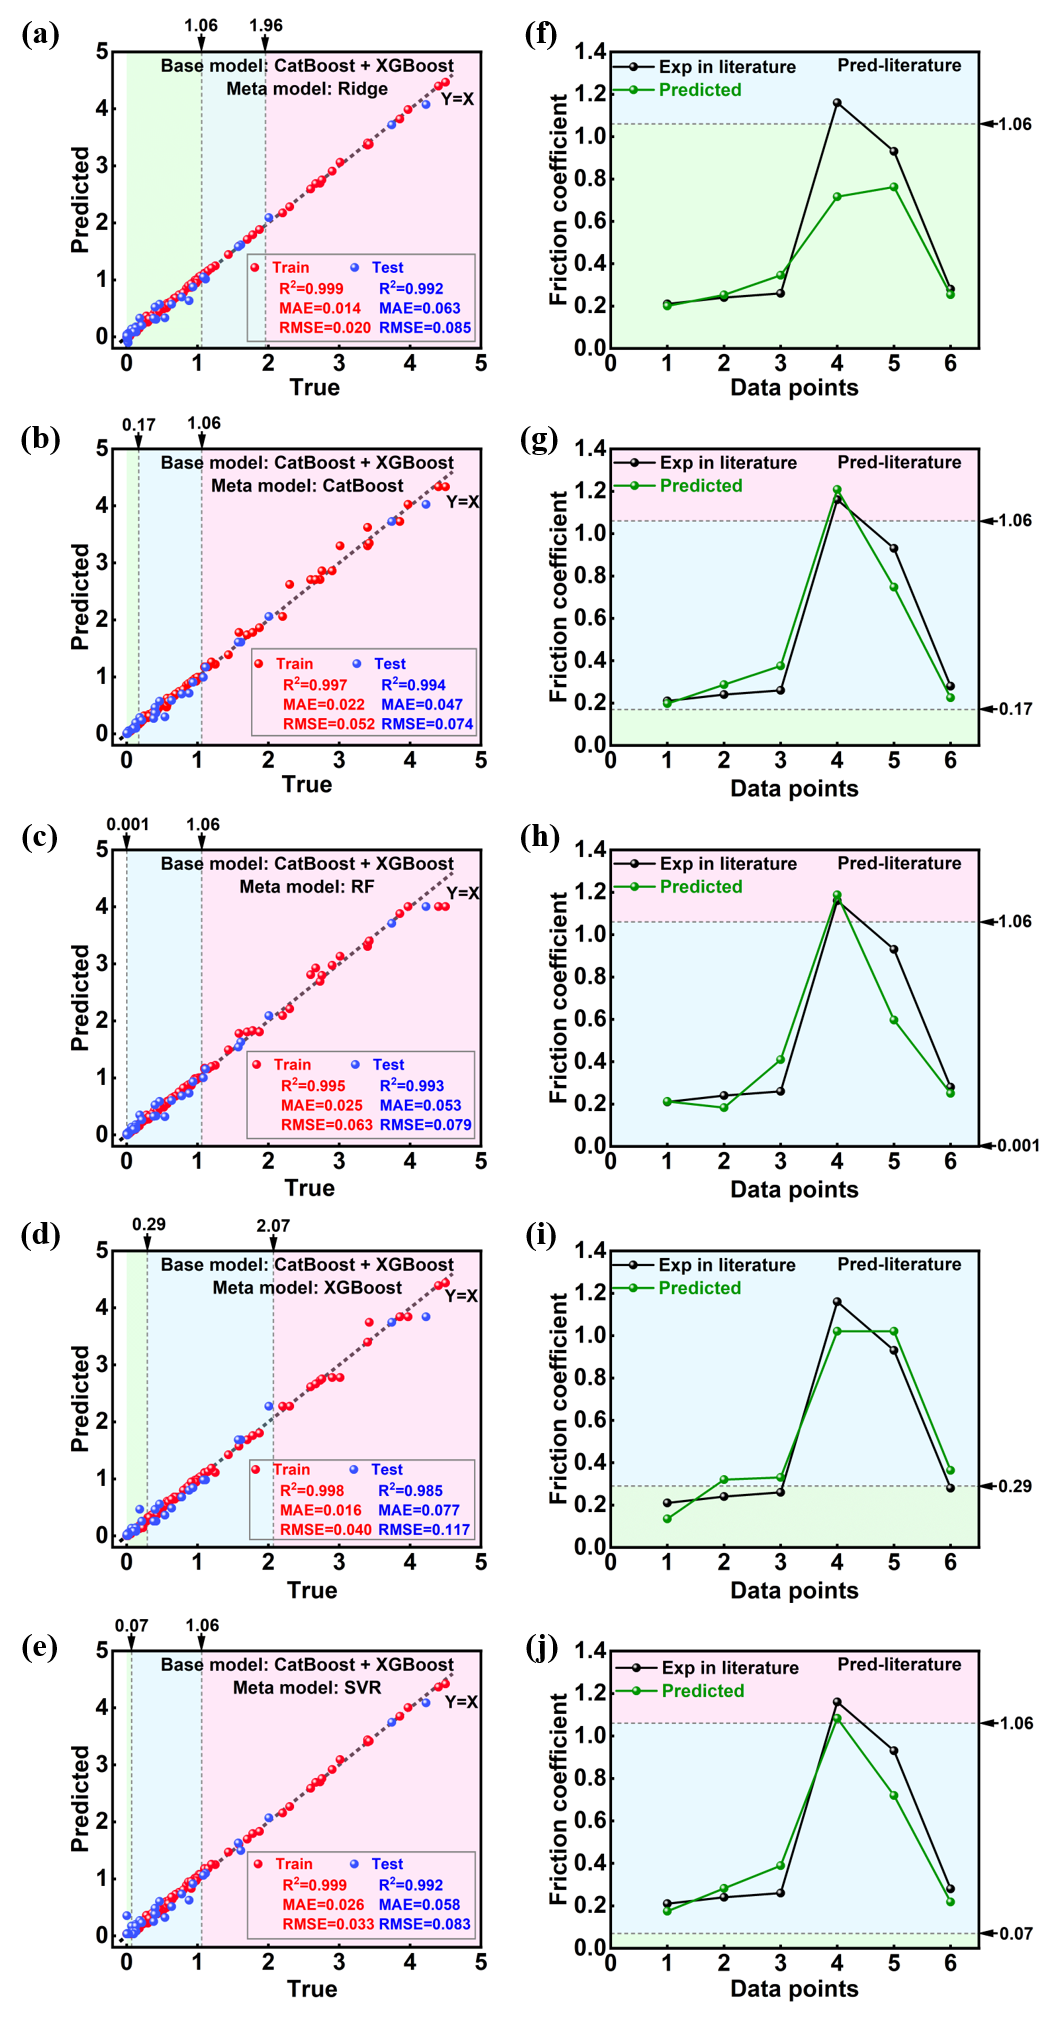 (a)
1.06 1.96
Base model: CatBoost + XGBoost
Meta model: Ridge
Y=X
Train Test
R²=0.999 R²=0.992
MAE=0.014 MAE=0.063
RMSE=0.020 RMSE=0.085
5
4
3
2
1
0
Predicted
0 1 2 3 4 5
True
(f)
Exp in literature Pred-literature
Predicted
1.06
1.4
1.2
1.0
0.8
0.6
0.4
0.2
0.0
Friction coefficient
0 1 2 3 4 5 6
Data points
(b)
0.17 1.06
Base model: CatBoost + XGBoost
Meta model: CatBoost
Y=X
Train Test
R²=0.997 R²=0.994
MAE=0.022 MAE=0.047
RMSE=0.052 RMSE=0.074
5
4
3
2
1
0
Predicted
0 1 2 3 4 5
True
(g)
Exp in literature Pred-literature
Predicted
1.06
0.17
1.4
1.2
1.0
0.8
0.6
0.4
0.2
0.0
Friction coefficient
0 1 2 3 4 5 6
Data points
(c)
0.001 1.06
Base model: CatBoost + XGBoost
Meta model: RF
Y=X
Train Test
R²=0.995 R²=0.993
MAE=0.025 MAE=0.053
RMSE=0.063 RMSE=0.079
5
4
3
2
1
0
Predicted
0 1 2 3 4 5
True
(h)
Exp in literature Pred-literature
Predicted
1.06
0.001
1.4
1.2
1.0
0.8
0.6
0.4
0.2
0.0
Friction coefficient
0 1 2 3 4 5 6
Data points
(d)
0.29 2.07
Base model: CatBoost + XGBoost
Meta model: XGBoost
Y=X
Train Test
R²=0.998 R²=0.985
MAE=0.016 MAE=0.077
RMSE=0.040 RMSE=0.117
5
4
3
2
1
0
Predicted
0 1 2 3 4 5
True
(i)
Exp in literature Pred-literature
Predicted
0.29
1.4
1.2
1.0
0.8
0.6
0.4
0.2
0.0
Friction coefficient
0 1 2 3 4 5 6
Data points
(e)
0.07 1.06
Base model: CatBoost + XGBoost
Meta model: SVR
Y=X
Train Test
R²=0.999 R²=0.992
MAE=0.026 MAE=0.058
RMSE=0.033 RMSE=0.083
5
4
3
2
1
0
Predicted
0 1 2 3 4 5
True
(j)
Exp in literature Pred-literature
Predicted
1.06
0.07
1.4
1.2
1.0
0.8
0.6
0.4
0.2
0.0
Friction coefficient
0 1 2 3 4 5 6
Data points